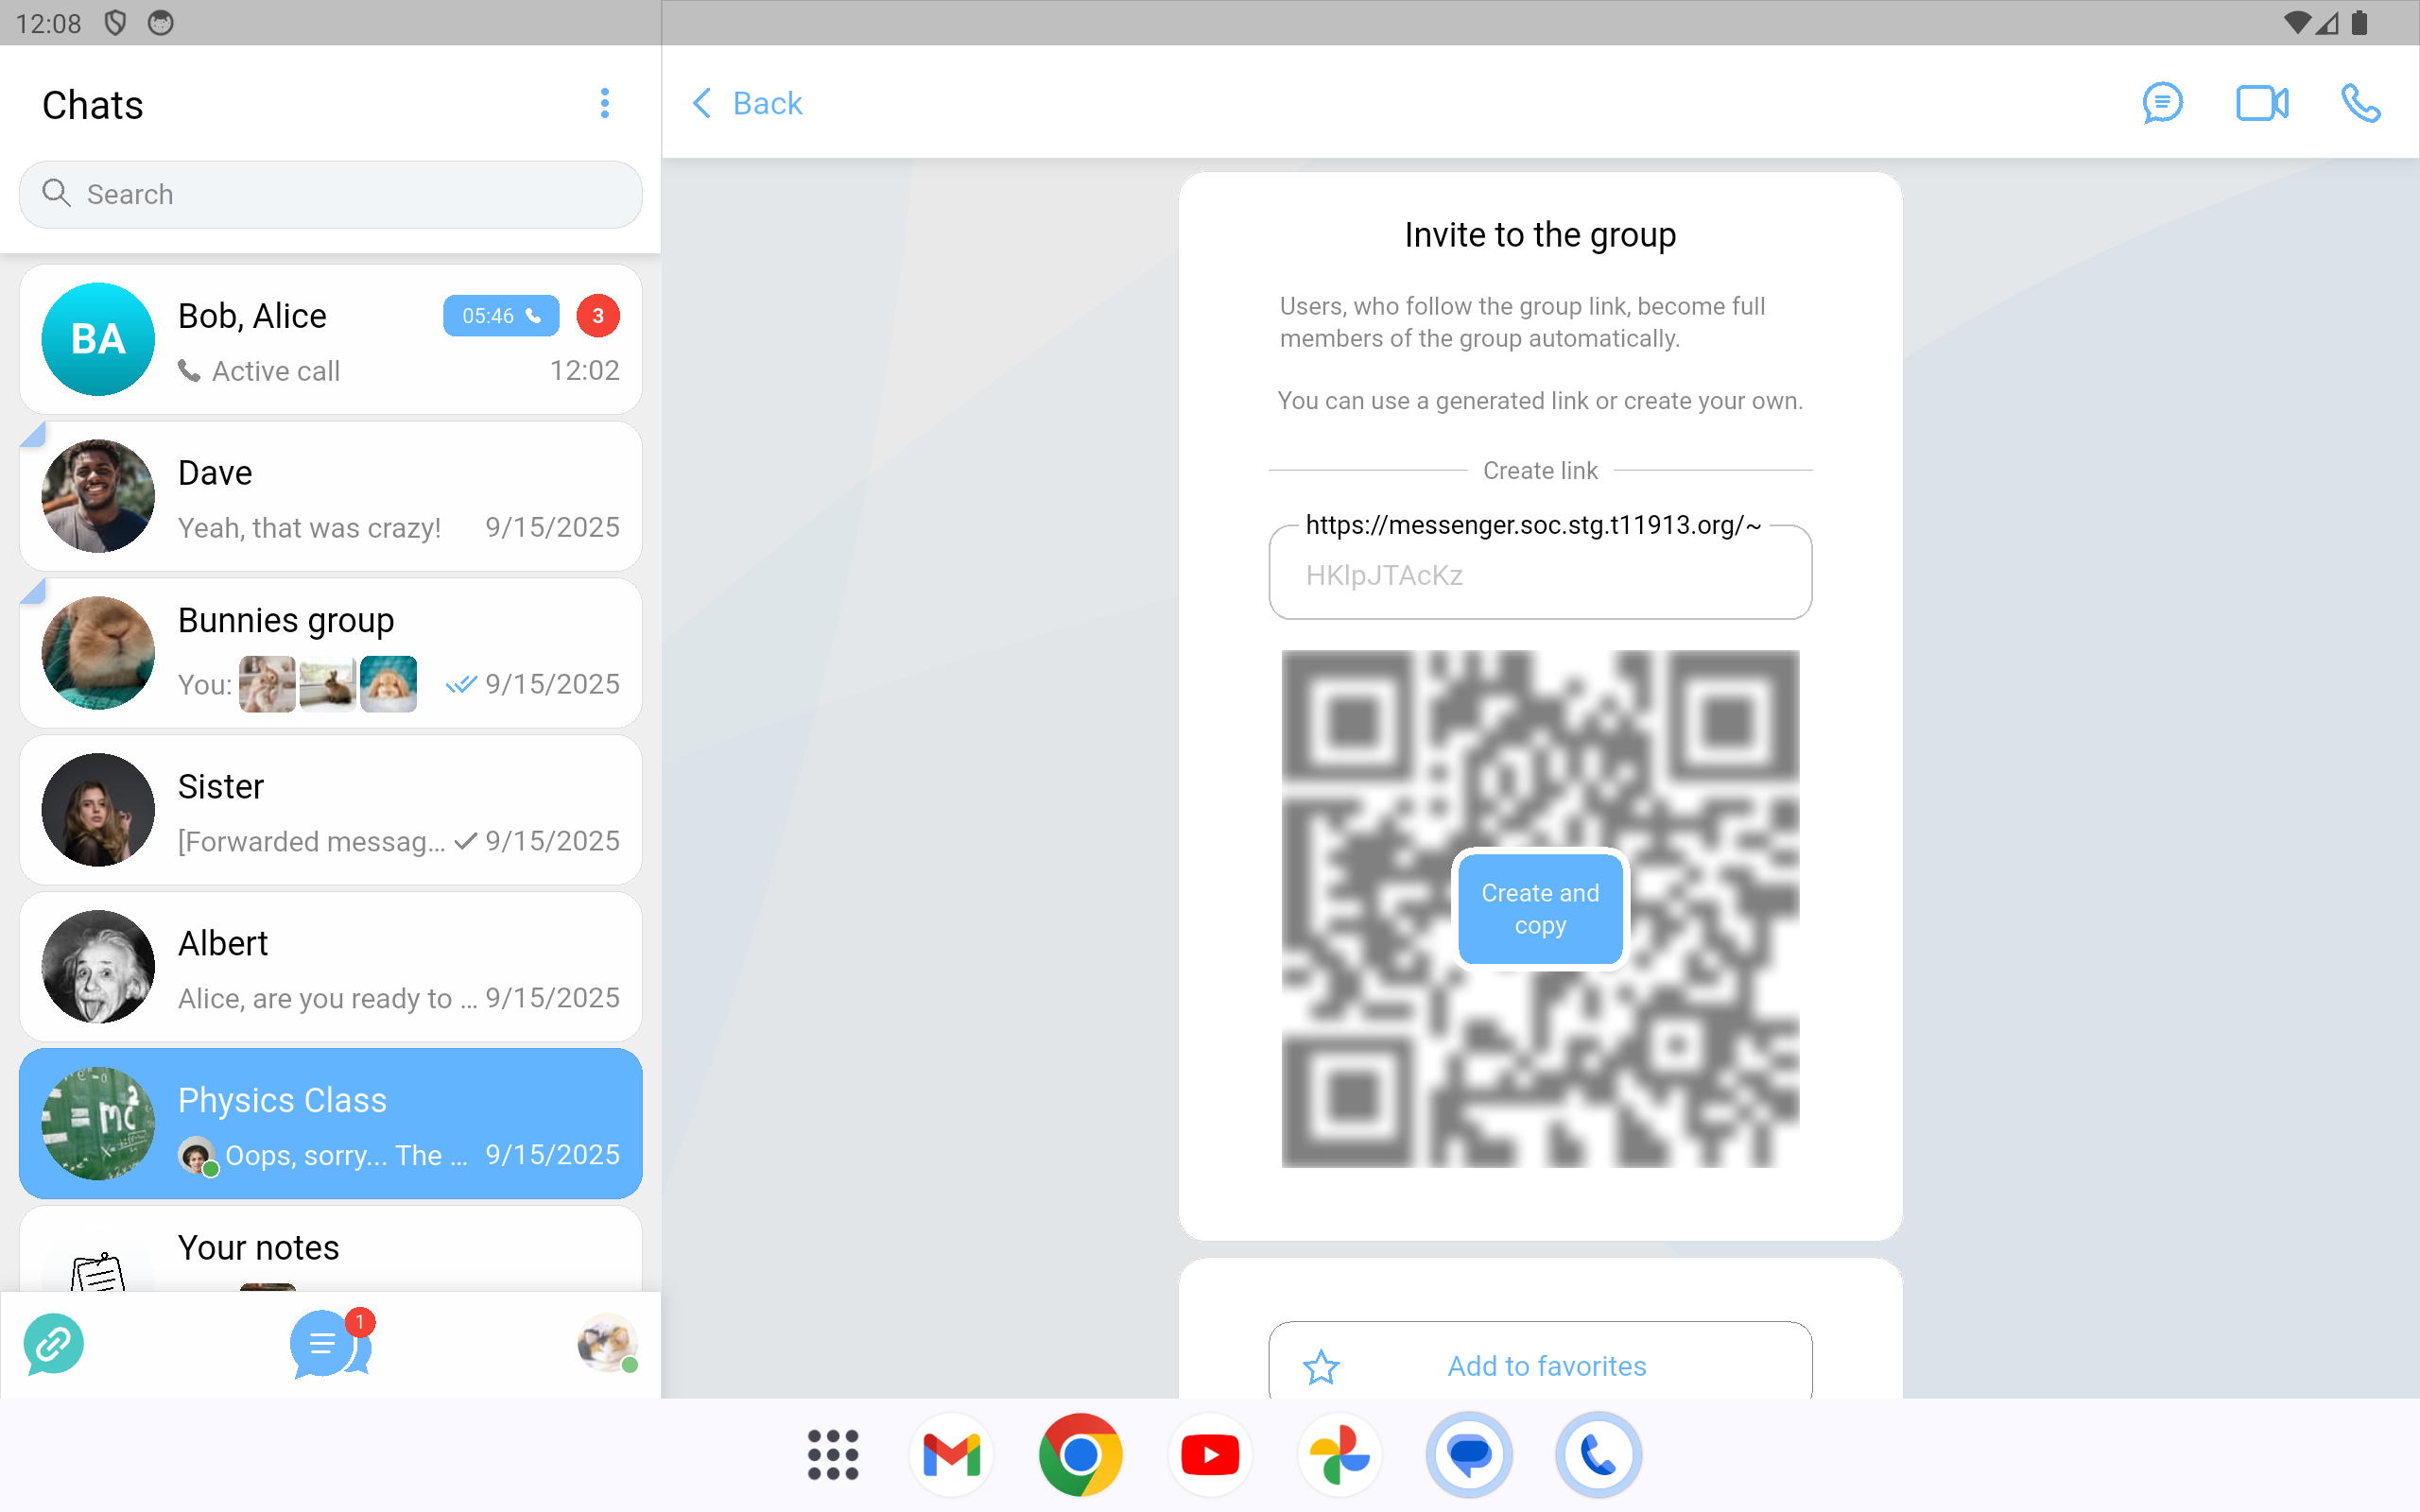 12:08
Chats
Search
BA
Bob, Alice
05:46
3
Active call
12:02
Dave
Yeah, that was crazy!
9/15/2025
Bunnies group
You:
9/15/2025
Sister
[Forwarded messag...
9/15/2025
Albert
Alice, are you ready to ...
9/15/2025
Physics Class
Oops, sorry... The ...
9/15/2025
Your notes
1
Back
Invite to the group
Users, who follow the group link, become full
members of the group automatically.
You can use a generated link or create your own.
Create link
https://messenger.soc.stg.t11913.org/~
HKlpJTAcKz
Create and
copy
Add to favorites